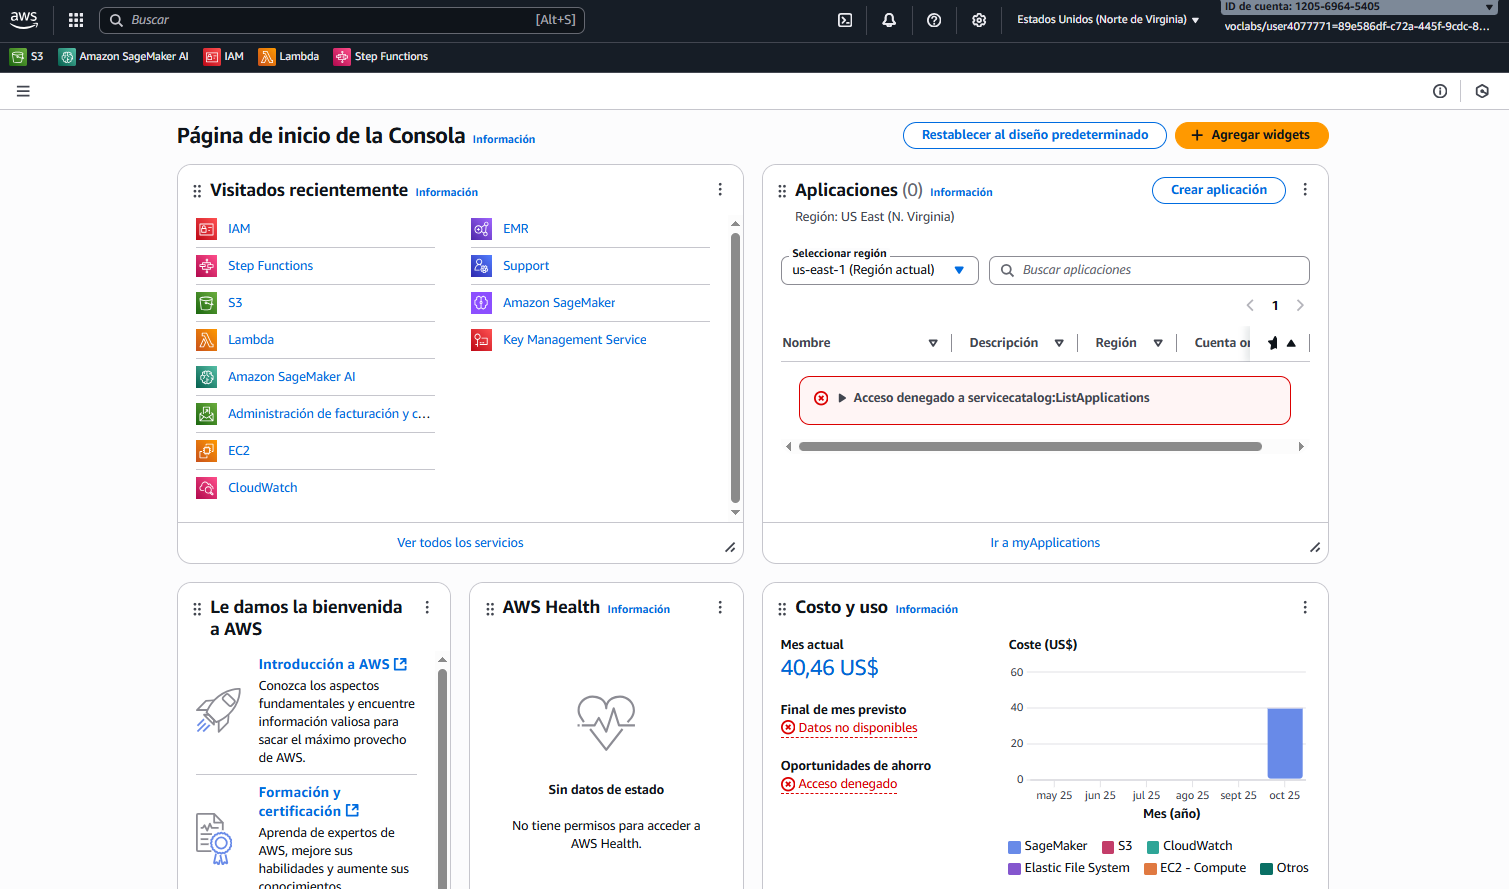 aws
Buscar
[Alt+S]
Estados Unidos (Norte de Virginia)
ID de cuenta: 1205-6964-5405
voclabs/user4077771=89e586df-c72a-445f-9cdc-8...
S3
Amazon SageMaker AI
IAM
Lambda
Step Functions
Página de inicio de la Consola
Información
Restablecer al diseño predeterminado
Agregar widgets
Visitados recientemente
Información
IAM
Step Functions
S3
Lambda
Amazon SageMaker AI
Administración de facturación y c...
EC2
CloudWatch
EMR
Support
Amazon SageMaker
Key Management Service
Ver todos los servicios
Aplicaciones (0)
Información
Crear aplicación
Región: US East (N. Virginia)
Seleccionar región
us-east-1 (Región actual)
Buscar aplicaciones
1
Nombre
Descripción
Región
Cuenta or
Acceso denegado a servicecatalog:ListApplications
Ir a myApplications
Le damos la bienvenida
a AWS
Introducción a AWS
Conozca los aspectos
fundamentales y encuentre
información valiosa para
sacar el máximo provecho
de AWS.
Formación y
certificación
Aprenda de expertos de
AWS, mejore sus
habilidades y aumente sus
conocimientos
AWS Health
Información
Sin datos de estado
No tiene permisos para acceder a
AWS Health.
Costo y uso
Información
Mes actual
40,46 US$
Final de mes previsto
Datos no disponibles
Oportunidades de ahorro
Acceso denegado
Coste (US$)
60
40
20
0
may 25
jun 25
jul 25
ago 25
sept 25
oct 25
Mes (año)
SageMaker
S3
CloudWatch
Elastic File System
EC2 - Compute
Otros